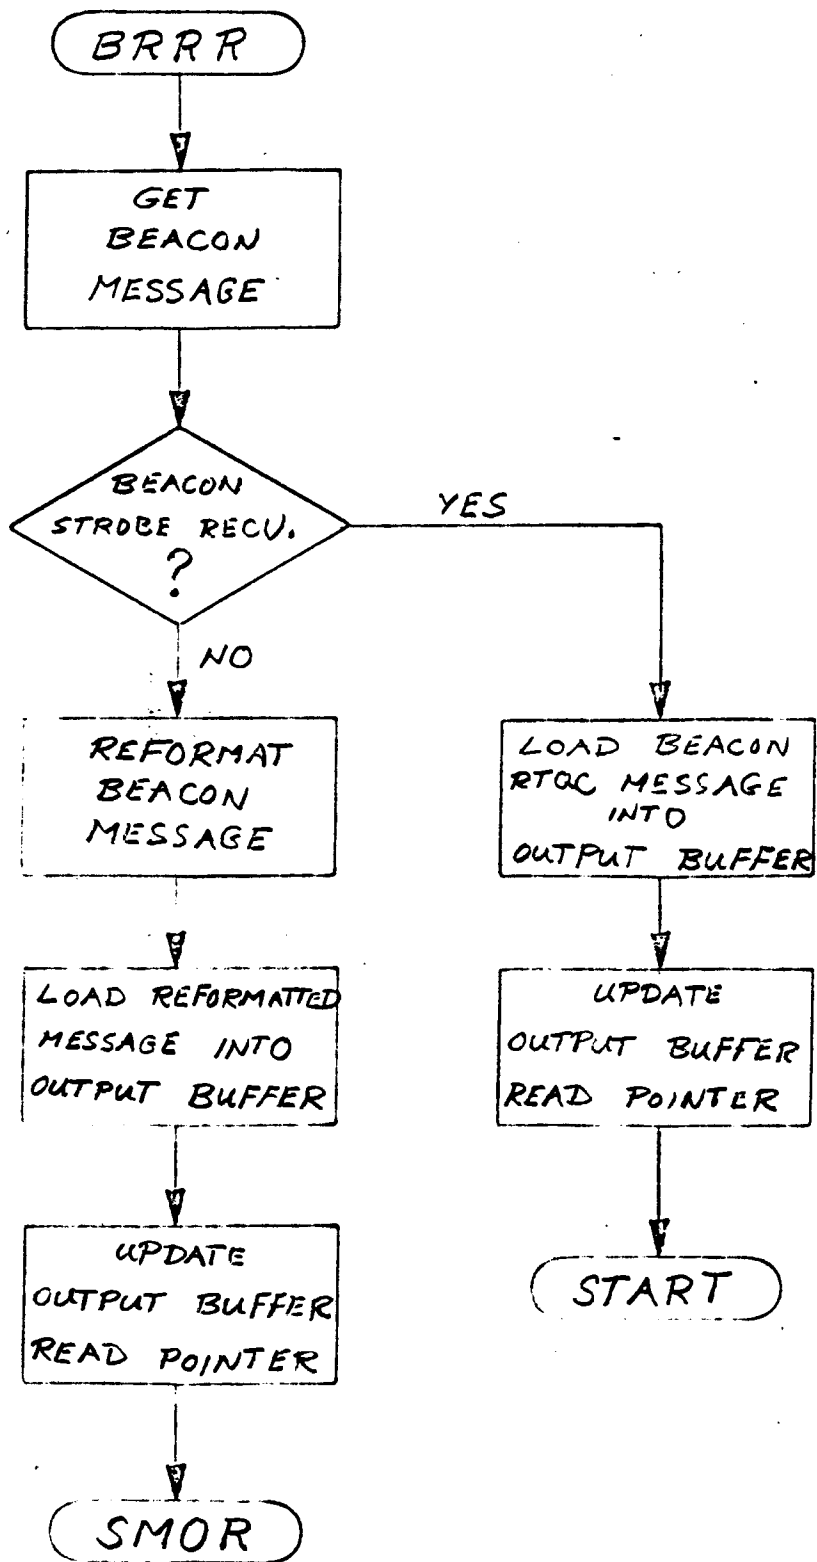 BRRR
GET
BEACON
MESSAGE
BEACON
STROBE RECV.
?
YES
NO
REFORMAT
BEACON
MESSAGE
LOAD BEACON
RTQC MESSAGE
INTO
OUTPUT BUFFER
LOAD REFORMATTED
MESSAGE INTO
OUTPUT BUFFER
UPDATE
OUTPUT BUFFER
READ POINTER
UPDATE
OUTPUT BUFFER
READ POINTER
START
SMOR